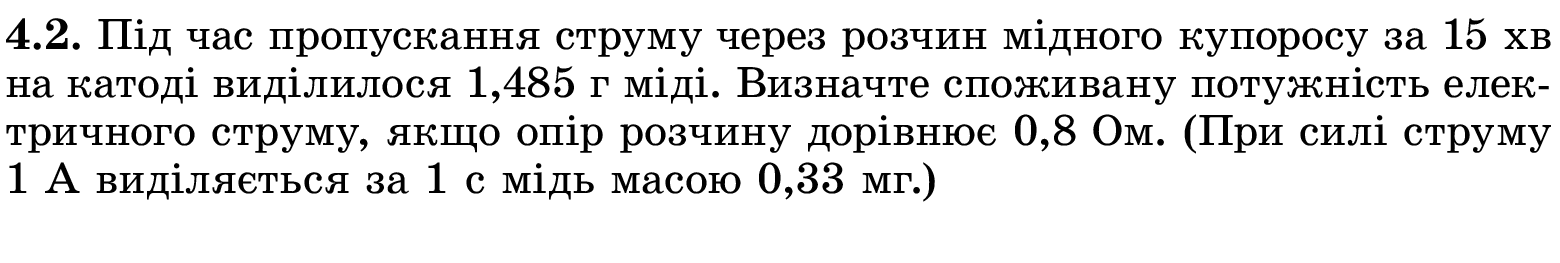 4.2. Під час пропускання струму через розчин мідного купоросу за 15 хв
на катоді виділилося 1,485 г міді. Визначте споживану потужність елек-
тричного струму, якщо опір розчину дорівнює 0,8 Ом. (При силі струму
1 А виділяється за 1 с мідь масою 0,33 мг.)